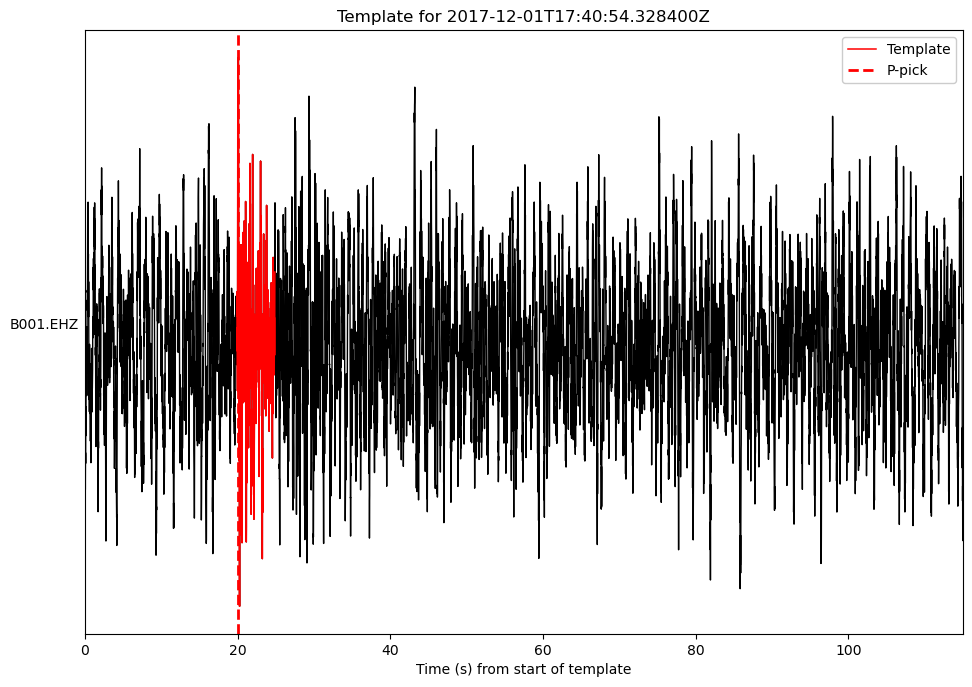 Template for 2017-12-01T17:40:54.328400Z
Template
P-pick
B001.EHZ
0 20 40 60 80 100
Time (s) from start of template